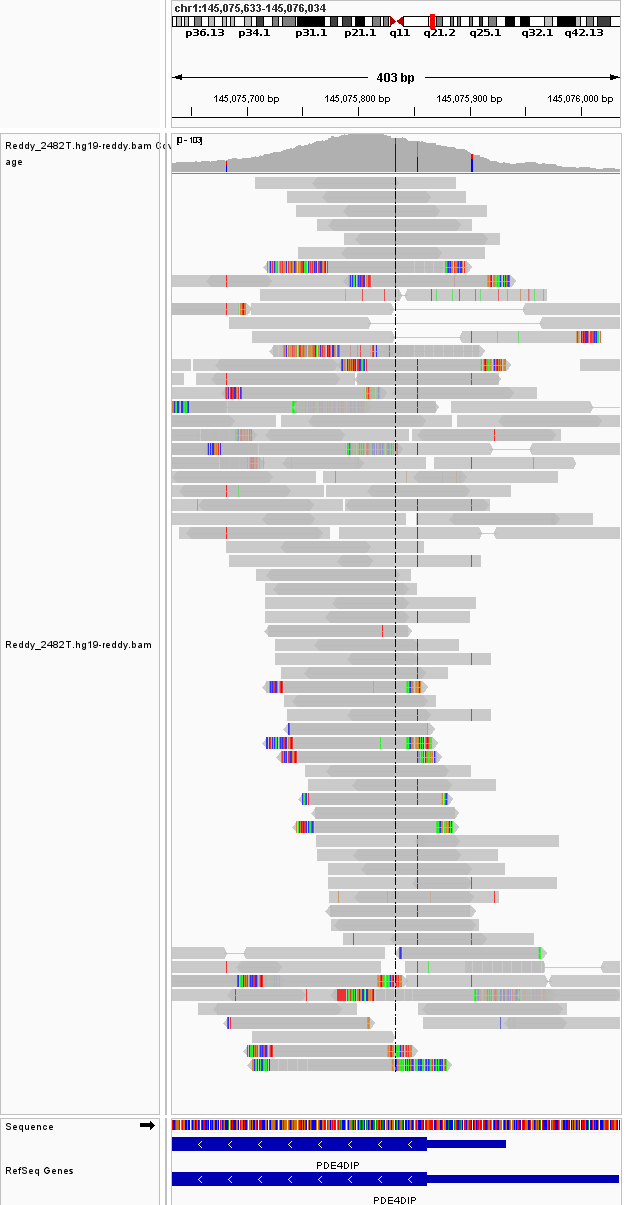 chr1:145,075,633-145,076,034
p36.13 p34.1 p31.1 p21.1 q11 q21.2 q25.1 q32.1 q42.13
403 bp
145,075,700 bp 145,075,800 bp 145,075,900 bp 145,076,000 bp
Reddy_2482T.hg19-reddy.bam Cov
age
[0 - 103]
Reddy_2482T.hg19-reddy.bam
Sequence
PDE4DIP
RefSeq Genes
PDE4DIP